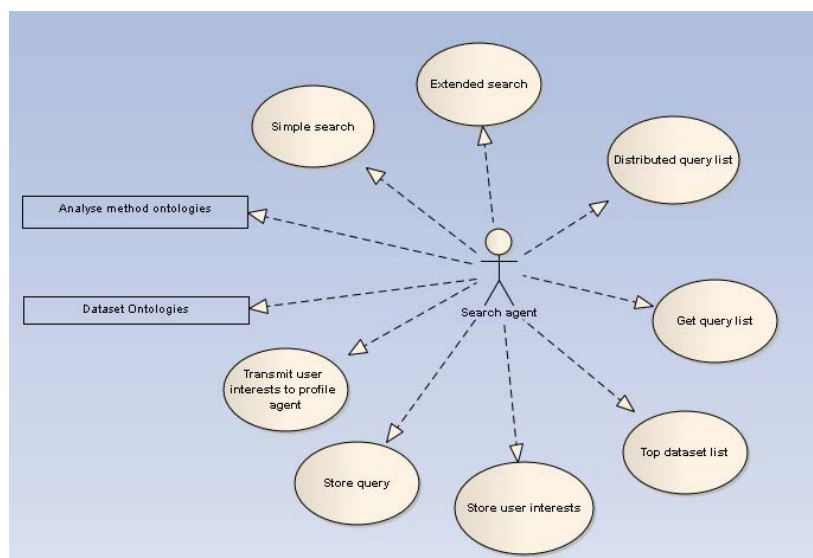 Extended search
Simple search
Distributed query list
Analyse method ontologies
Dataset Ontologies
Search agent
Get query list
Transmit user
interests to profile
agent
Top dataset list
Store query
Store user interests